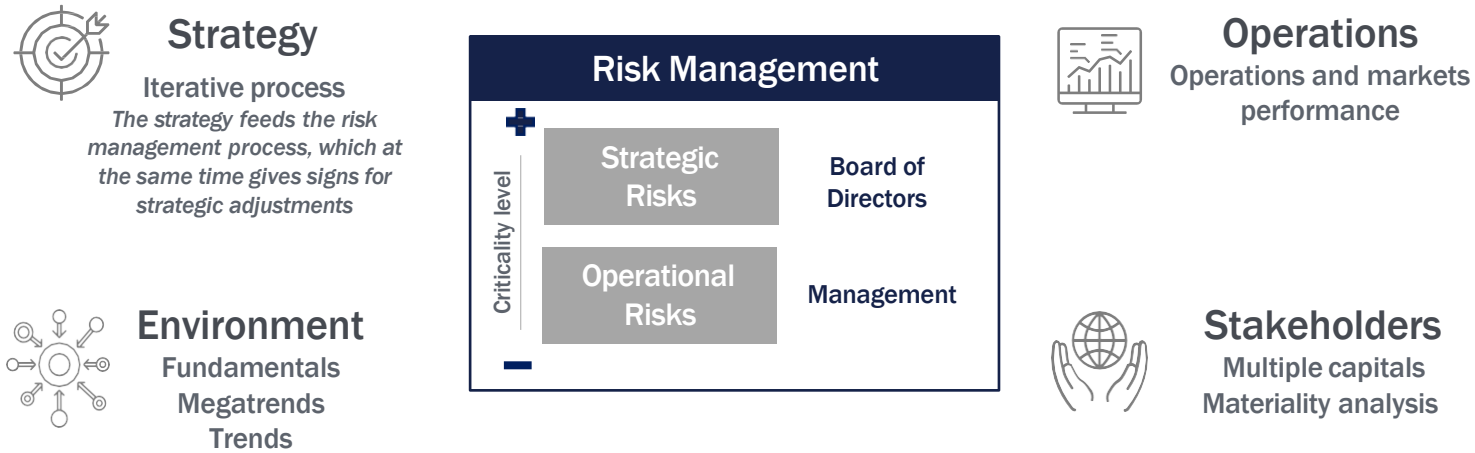 Strategy
Iterative process
The strategy feeds the risk
management process, which at
the same time gives signs for
strategic adjustments
Environment
Fundamentals
Megatrends
Trends
Risk Management
Criticality level
Strategic
Risks
Board of
Directors
Operational
Risks
Management
Operations
Operations and markets
performance
Stakeholders
Multiple capitals
Materiality analysis